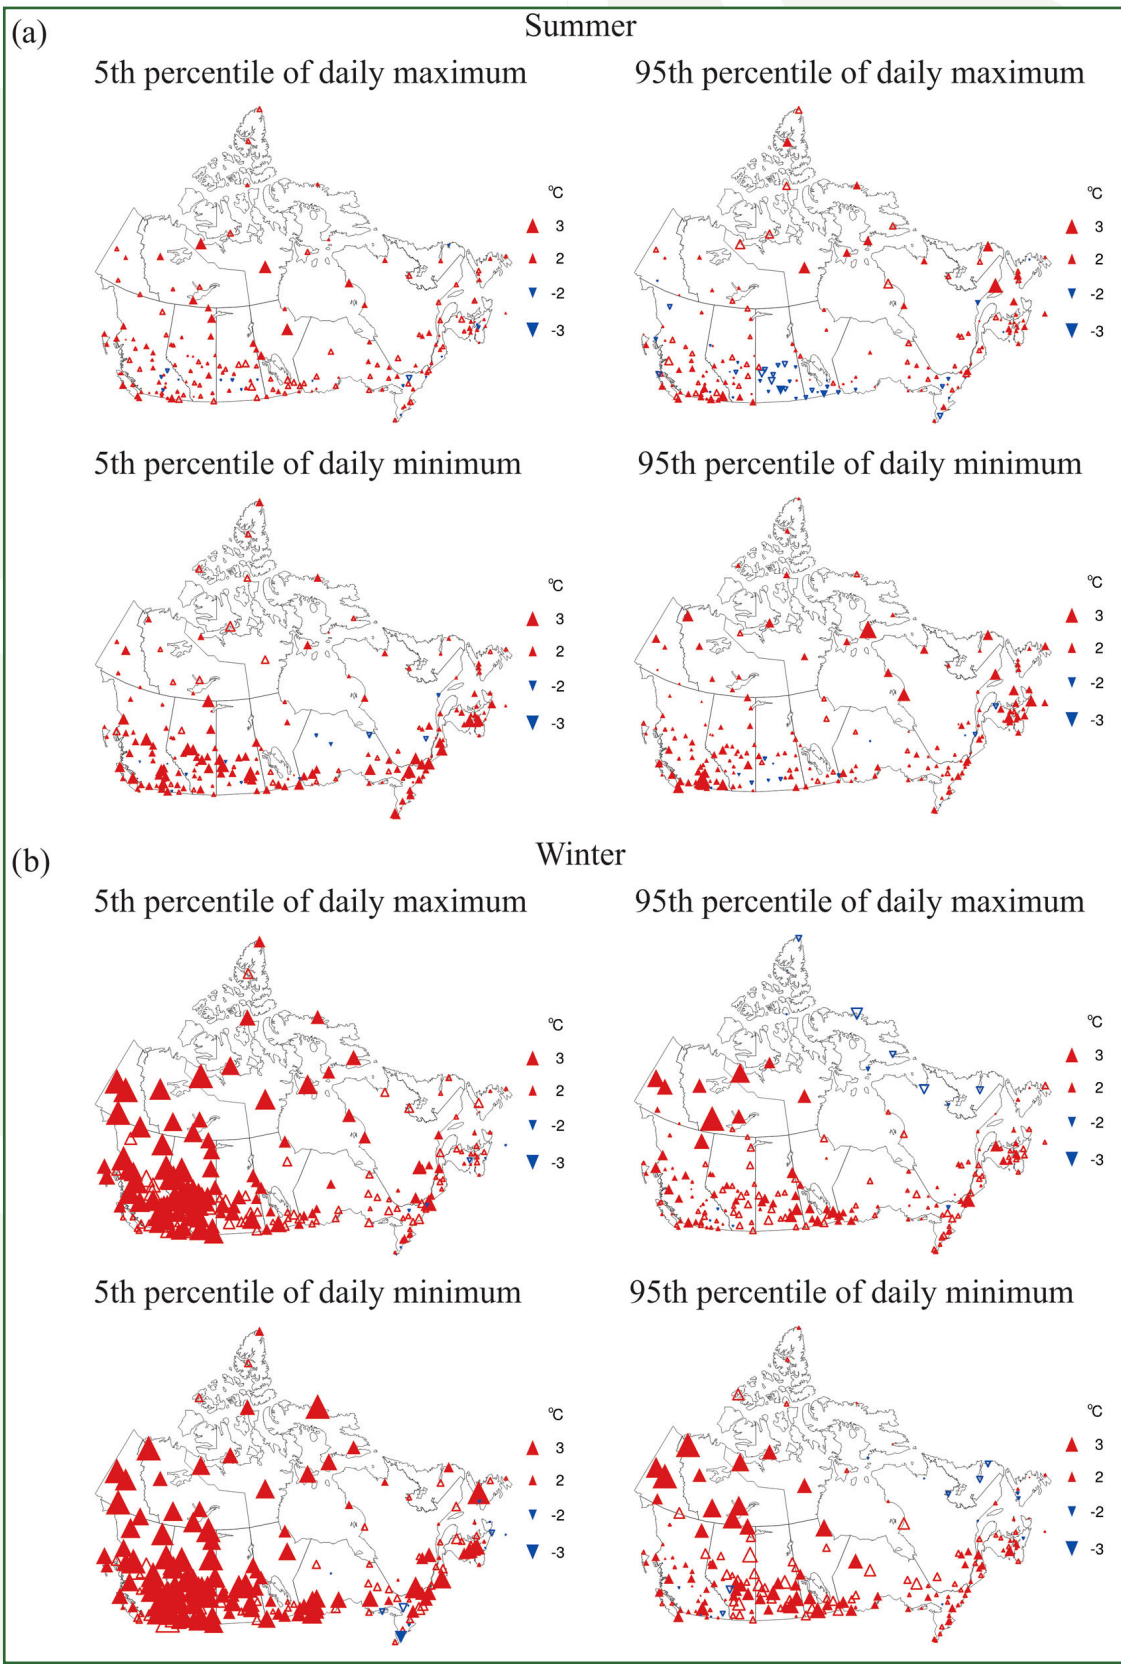 (a)
Summer
5th percentile of daily maximum
95th percentile of daily maximum
°C
3
2
-2
-3
°C
3
2
-2
-3
5th percentile of daily minimum
95th percentile of daily minimum
°C
3
2
-2
-3
°C
3
2
-2
-3
(b)
Winter
5th percentile of daily maximum
95th percentile of daily maximum
°C
3
2
-2
-3
°C
3
2
-2
-3
5th percentile of daily minimum
95th percentile of daily minimum
°C
3
2
-2
-3
°C
3
2
-2
-3